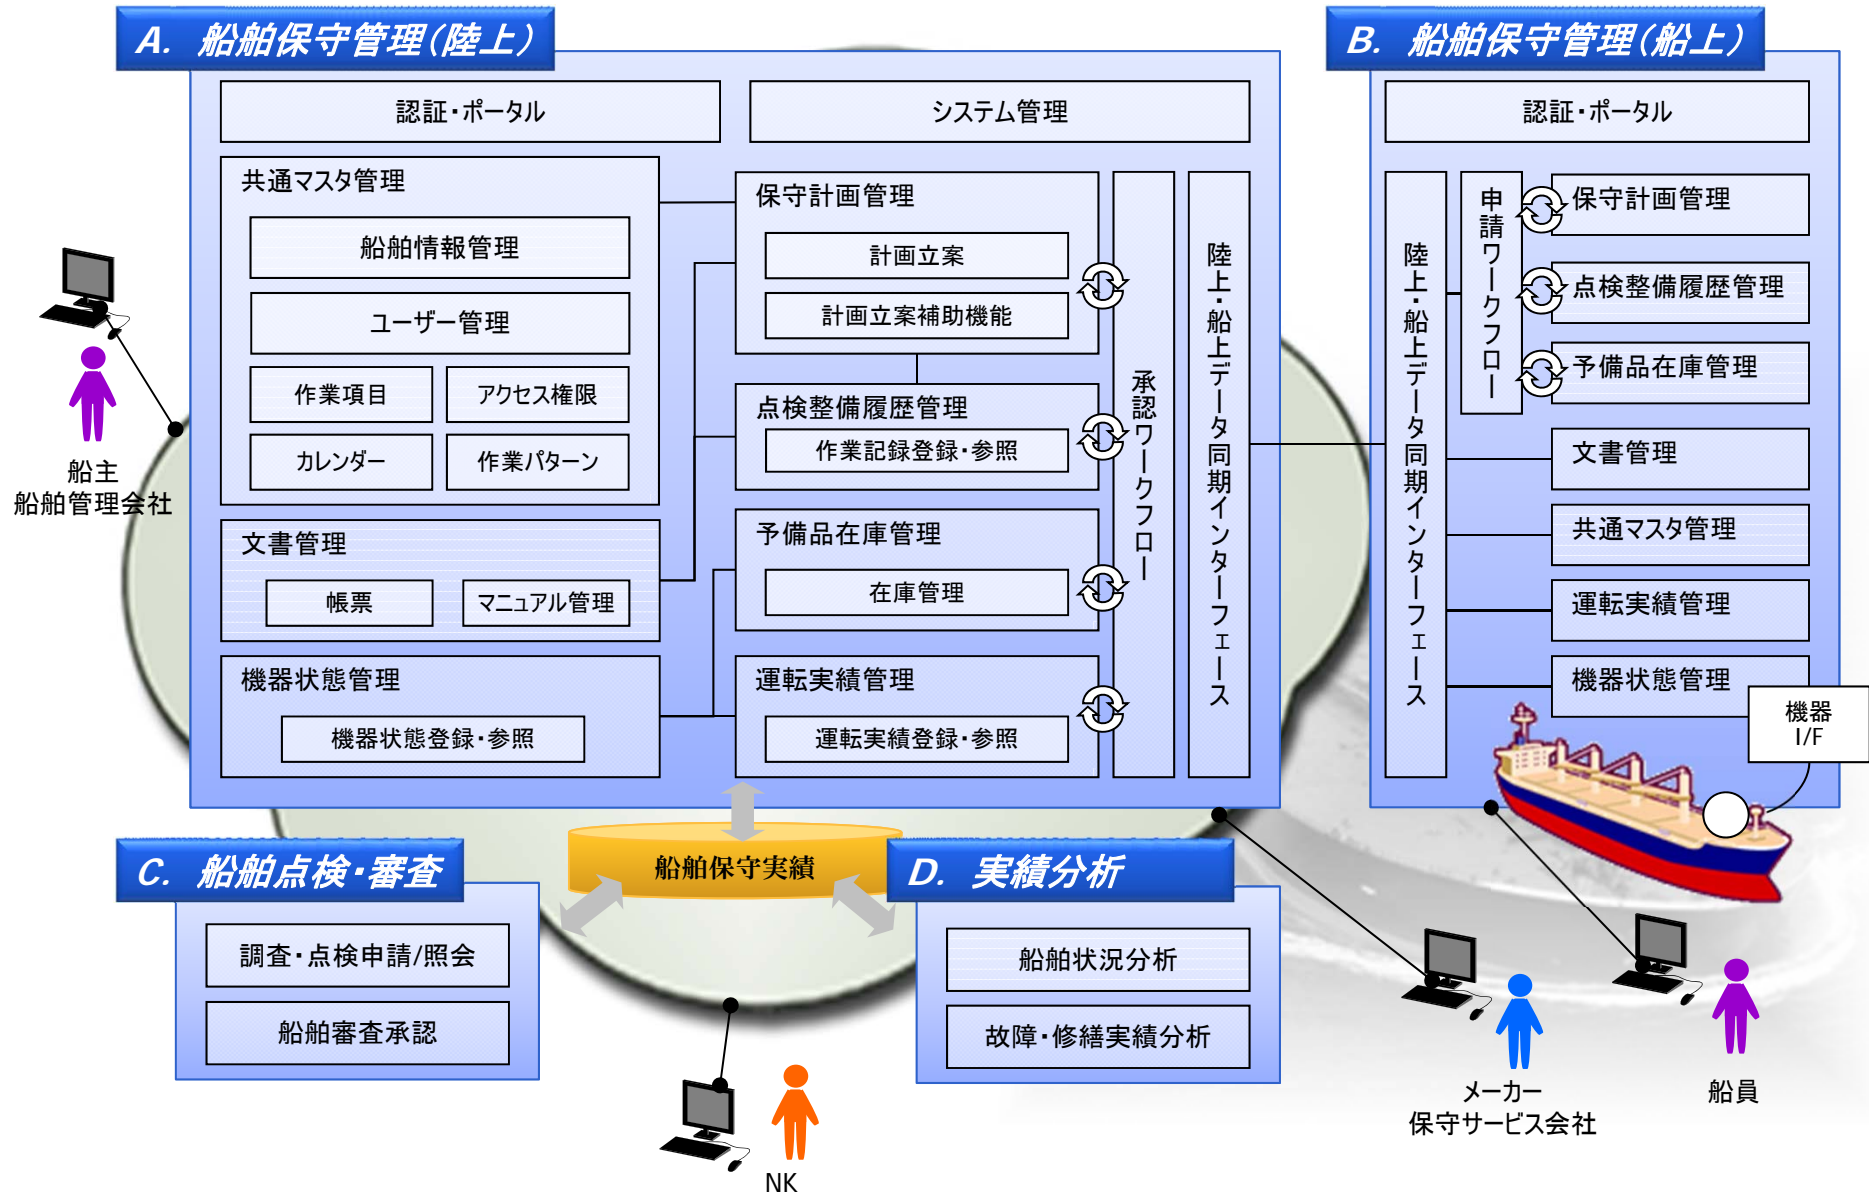 A. 船舶保守管理（陸上）
認証・ポータル
システム管理
共通マスタ管理
船舶情報管理
ユーザー管理
作業項目
アクセス権限
カレンダー
作業パターン
文書管理
帳票
マニュアル管理
機器状態管理
機器状態登録・参照
保守計画管理
計画立案
計画立案補助機能
点検整備履歴管理
作業記録登録・参照
予備品在庫管理
在庫管理
運転実績管理
運転実績登録・参照
承認ワークフロー
陸上・船上データ同期インターフェース
B. 船舶保守管理（船上）
認証・ポータル
陸上・船上データ同期インターフェース
申請ワークフロー
保守計画管理
点検整備履歴管理
予備品在庫管理
文書管理
共通マスタ管理
運転実績管理
機器状態管理
機器
I/F
船主
船舶管理会社
船舶保守実績
C. 船舶点検・審査
調査・点検申請/照会
船舶審査承認
D. 実績分析
船舶状況分析
故障・修繕実績分析
NK
メーカー
保守サービス会社
船員